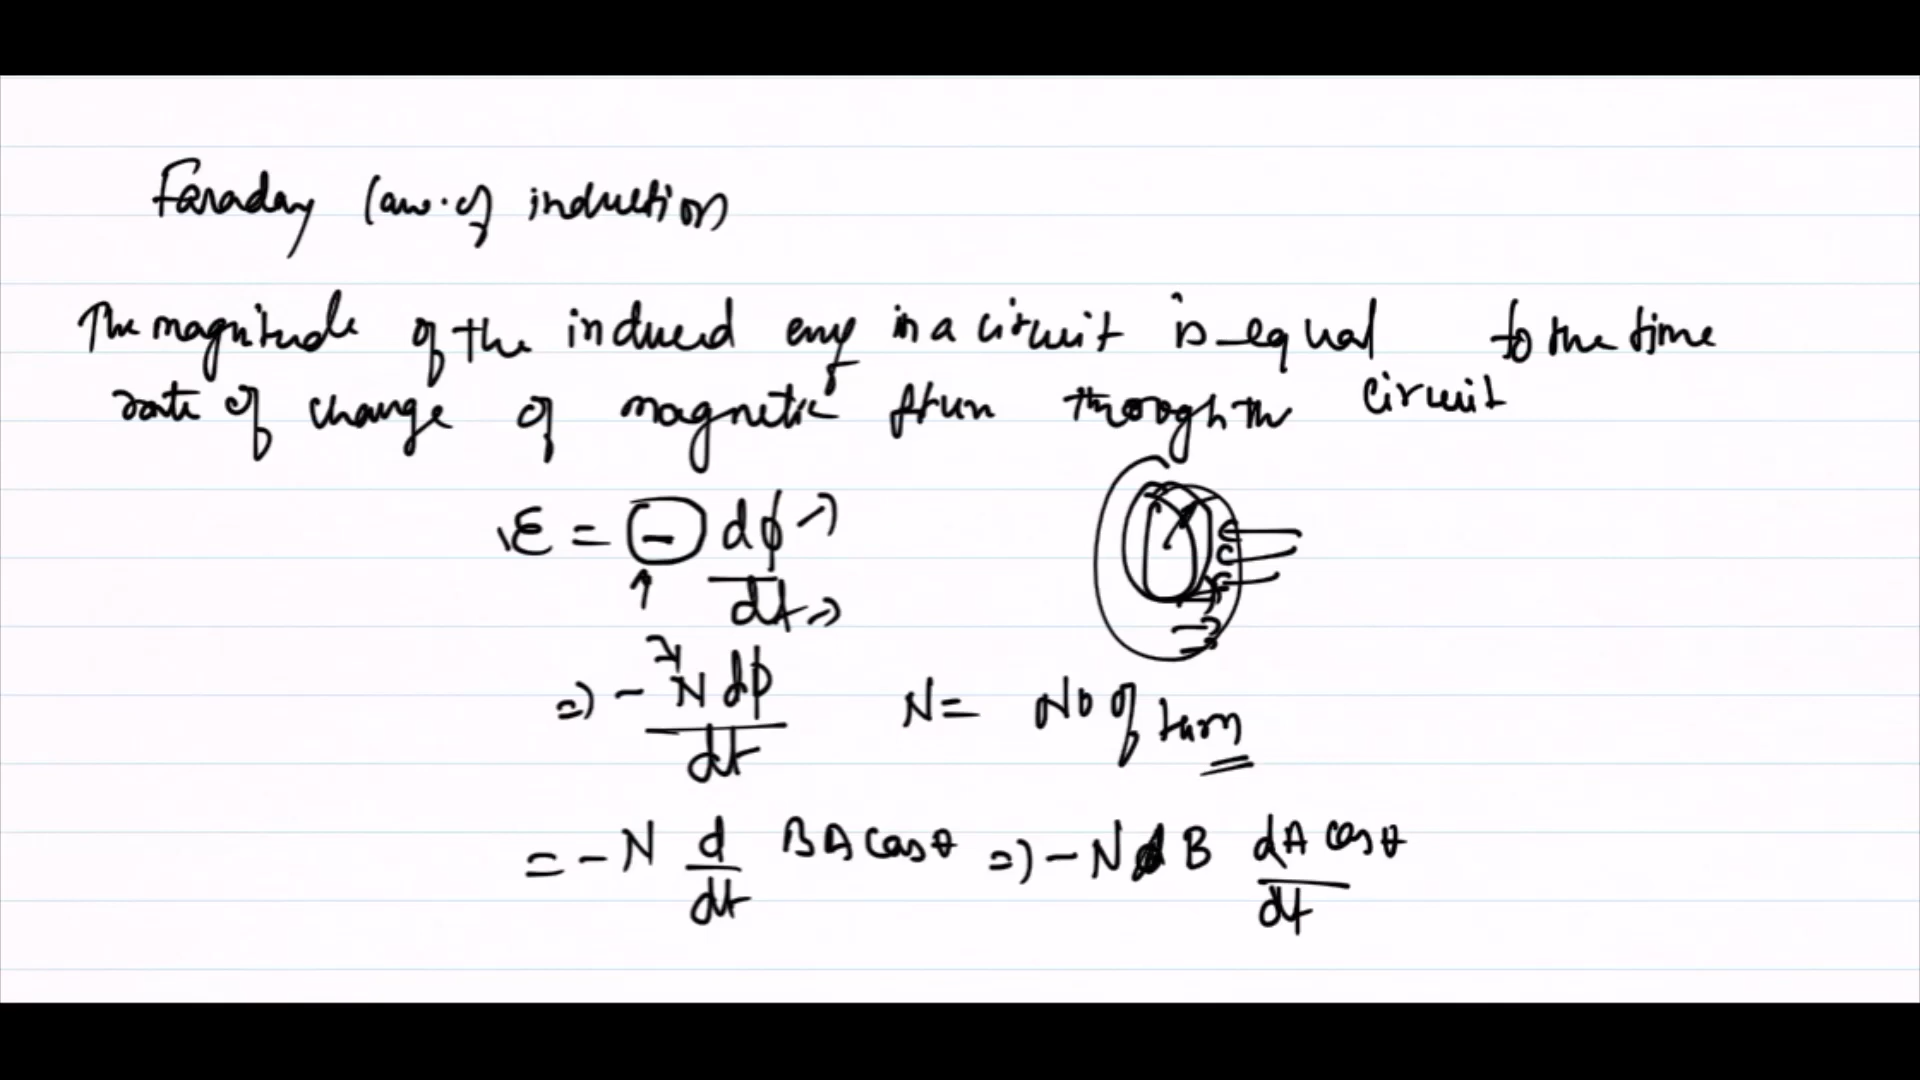 Faraday law of induction
The magnitude of the induced emf in a circuit is equal to the time
rate of change of magnetic flux through the circuit
ε = - dϕ/dt
=> - N dϕ/dt N = No of turn
= - N d/dt BA cosθ => - N B dA cosθ/dt